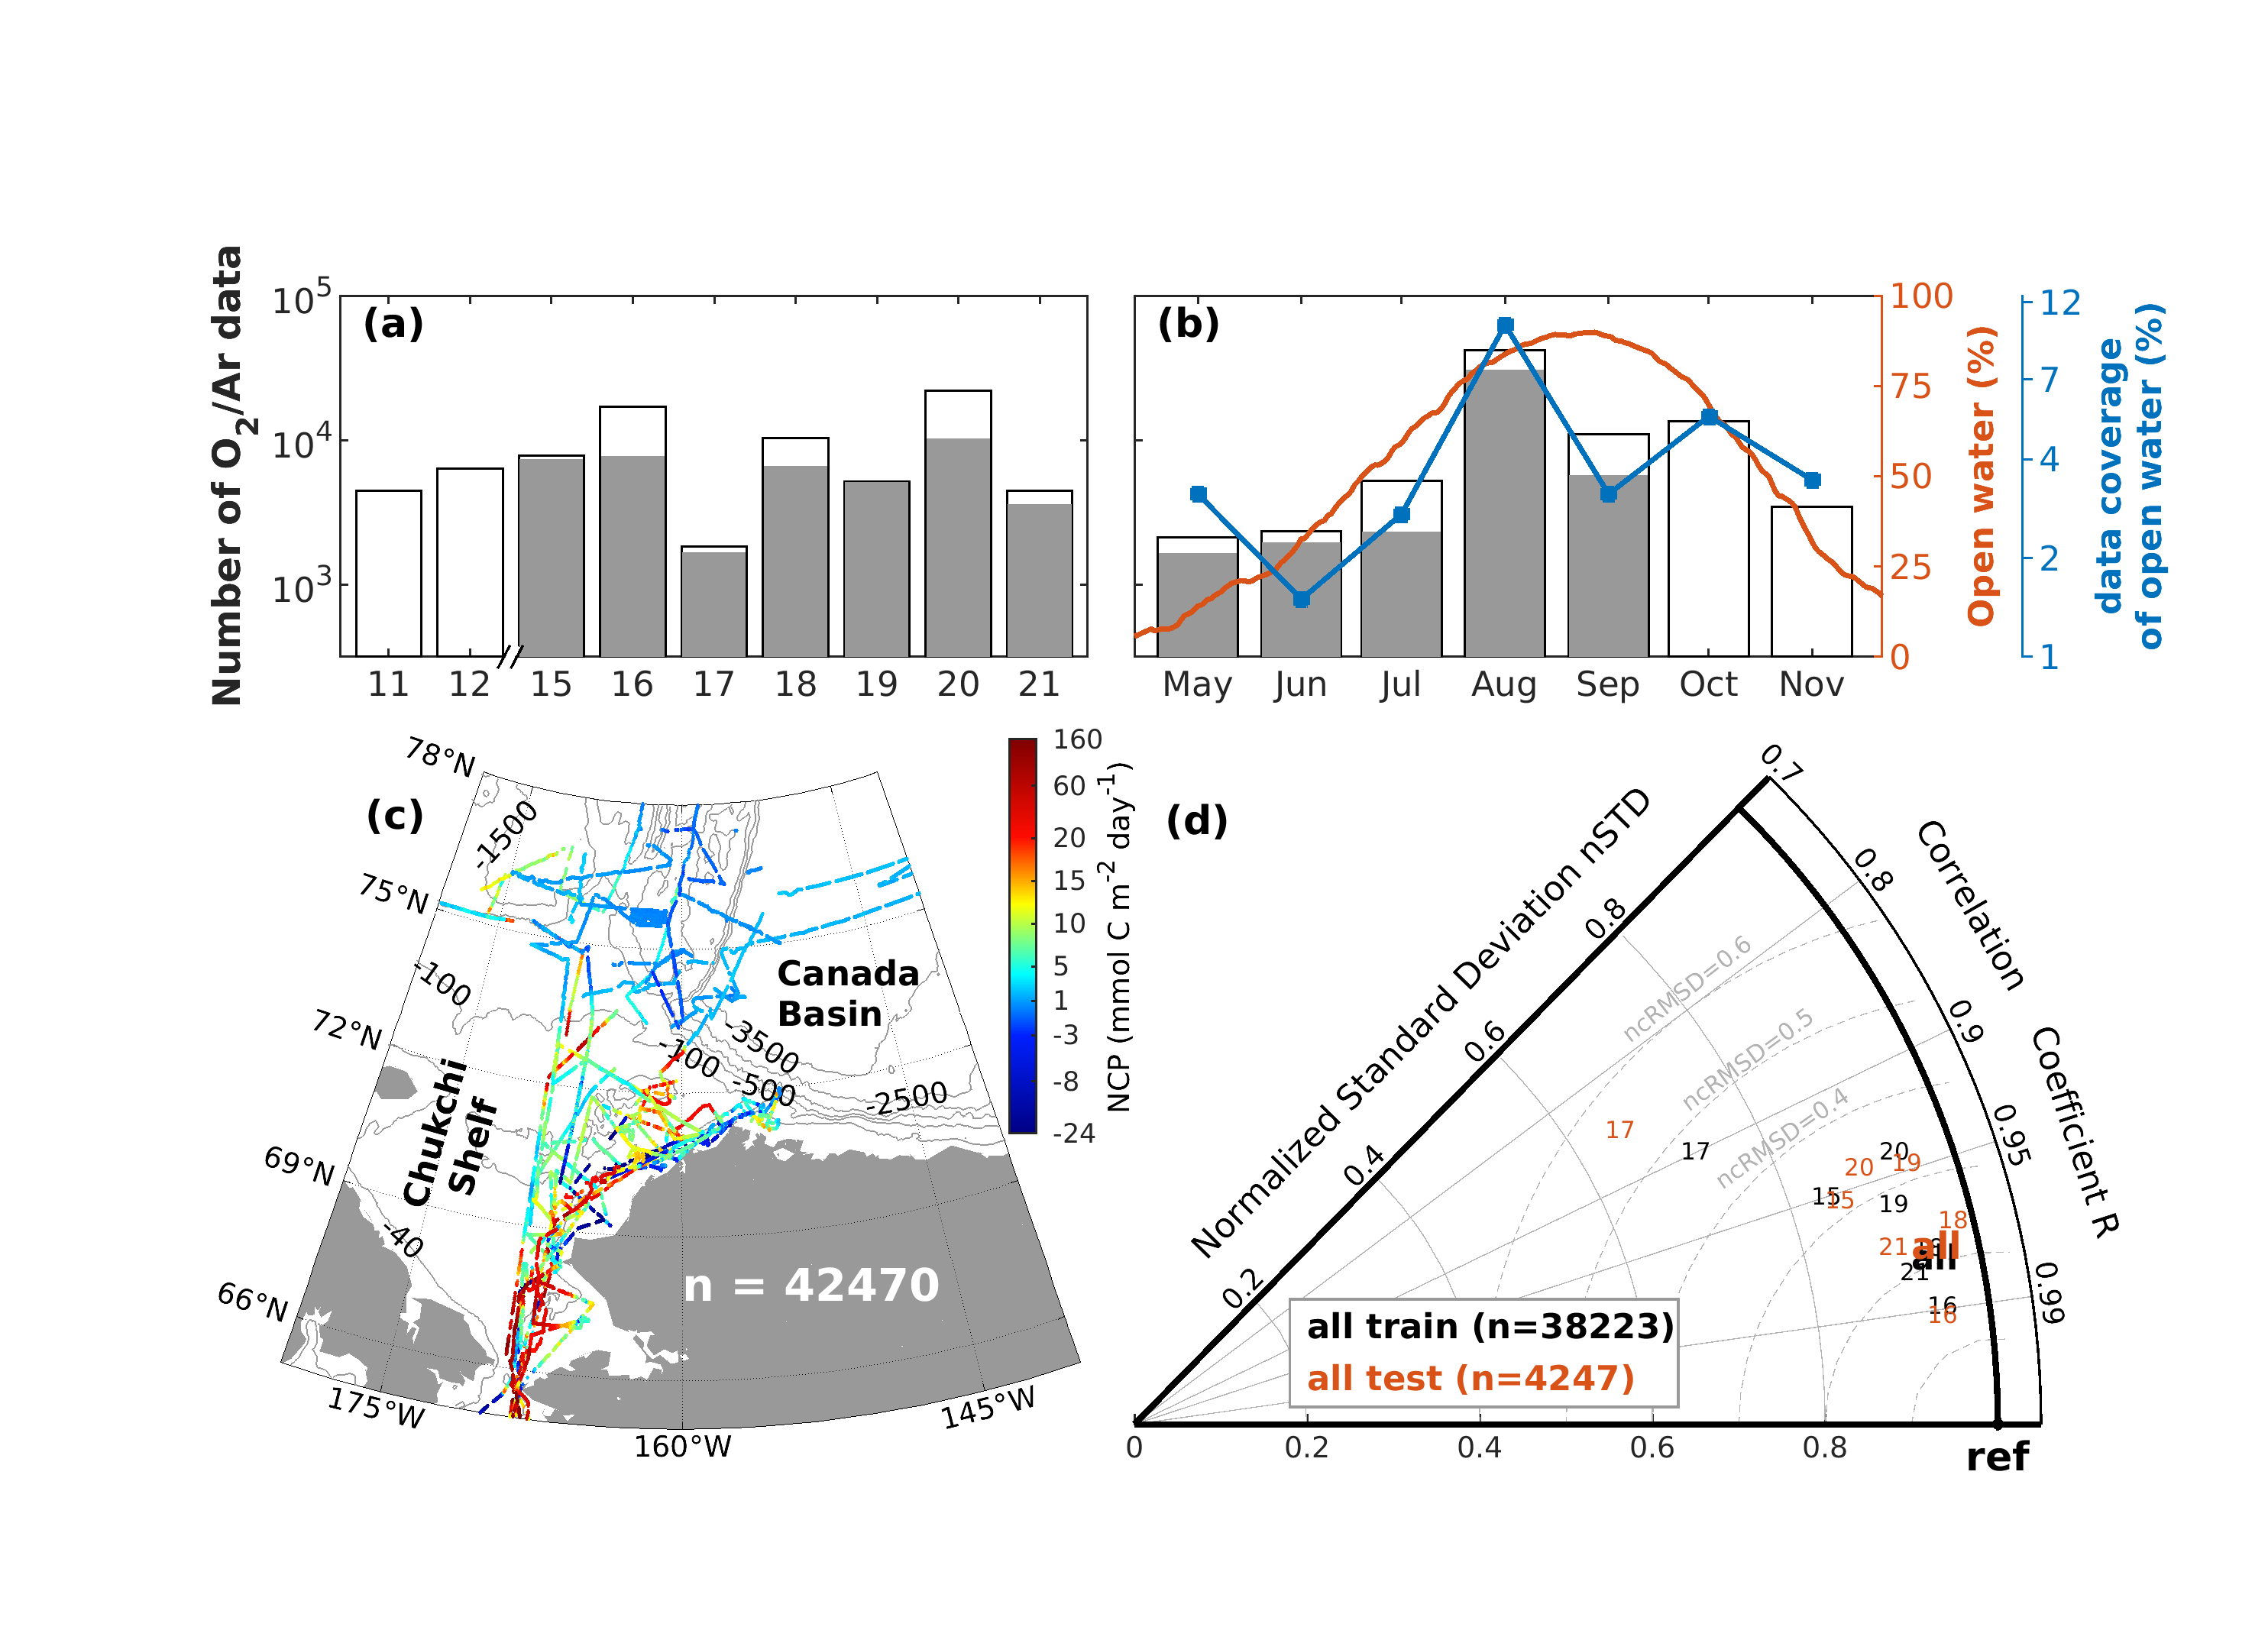 Number of O2/Ar data
10^5
10^4
10^3
(a)
11 12 15 16 17 18 19 20 21
(b)
May Jun Jul Aug Sep Oct Nov
100
75
50
25
0
Open water (%)
12
7
4
2
1
data coverage
of open water (%)
(c)
78°N
75°N
72°N
69°N
66°N
175°W
160°W
145°W
-1500
-100
-40
-3500
-100
-500
-2500
Canada
Basin
Chukchi
Shelf
n = 42470
160
60
20
15
10
5
1
-3
-8
-24
NCP (mmol C m-2 day-1)
(d)
Normalized Standard Deviation nSTD
0.2
0.4
0.6
0.8
0.7
0.8
0.9
0.95
0.99
Correlation
Coefficient R
ncRMSD=0.6
ncRMSD=0.5
ncRMSD=0.4
17
17
20
20
19
15
15
19
18
21
all
all
21
16
16
all train (n=38223)
all test (n=4247)
0 0.2 0.4 0.6 0.8
ref